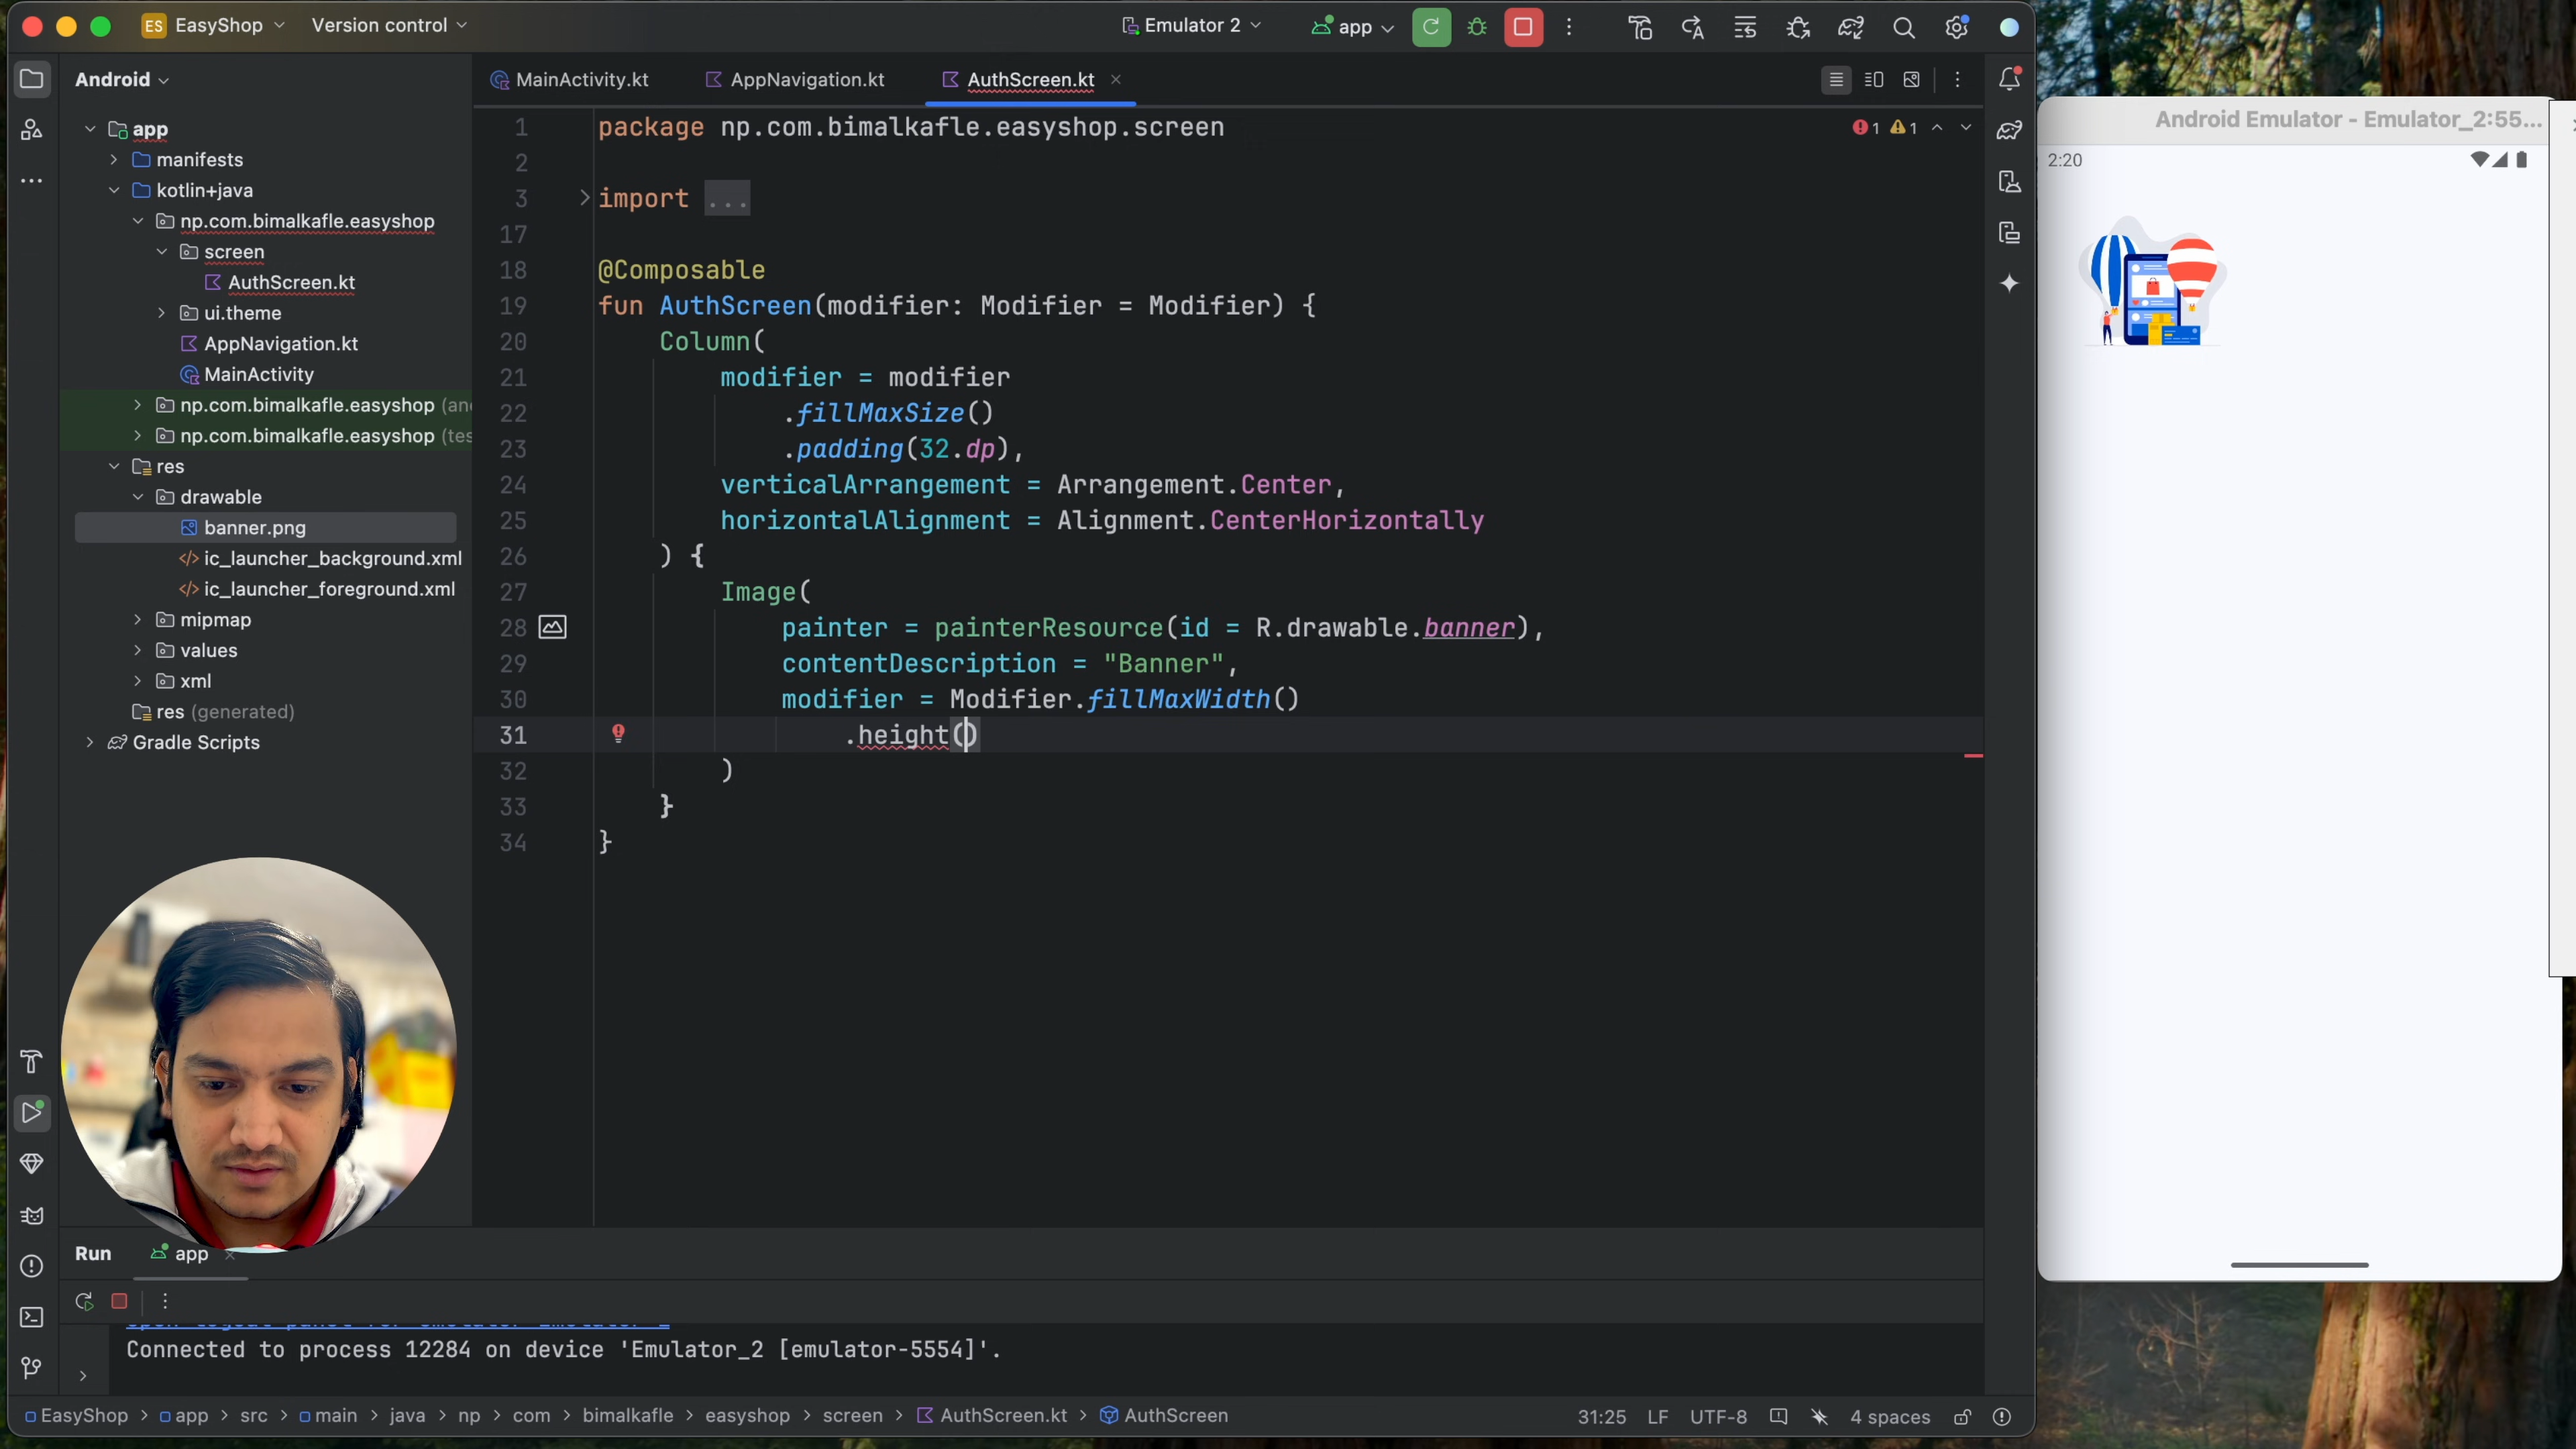 ES EasyShop Version control Emulator 2 app
Android
MainActivity.kt AppNavigation.kt AuthScreen.kt
app
manifests
kotlin+java
np.com.bimalkafle.easyshop
screen
AuthScreen.kt
ui.theme
AppNavigation.kt
MainActivity
np.com.bimalkafle.easyshop (and
np.com.bimalkafle.easyshop (tes
res
drawable
banner.png
ic_launcher_background.xml
ic_launcher_foreground.xml
mipmap
values
xml
res (generated)
Gradle Scripts
1 package np.com.bimalkafle.easyshop.screen
2
3 import ...
17
18 @Composable
19 fun AuthScreen(modifier: Modifier = Modifier) {
20 Column(
21 modifier = modifier
22 .fillMaxSize()
23 .padding(32.dp),
24 verticalArrangement = Arrangement.Center,
25 horizontalAlignment = Alignment.CenterHorizontally
26 ) {
27 Image(
28 painter = painterResource(id = R.drawable.banner),
29 contentDescription = "Banner",
30 modifier = Modifier.fillMaxWidth()
31 .height()
32 )
33 }
34 }
1 1
Android Emulator - Emulator_2:55...
2:20
Run app
Connected to process 12284 on device 'Emulator_2 [emulator-5554]'.
EasyShop > app > src > main > java > np > com > bimalkafle > easyshop > screen > AuthScreen.kt > AuthScreen
31:25 LF UTF-8 4 spaces